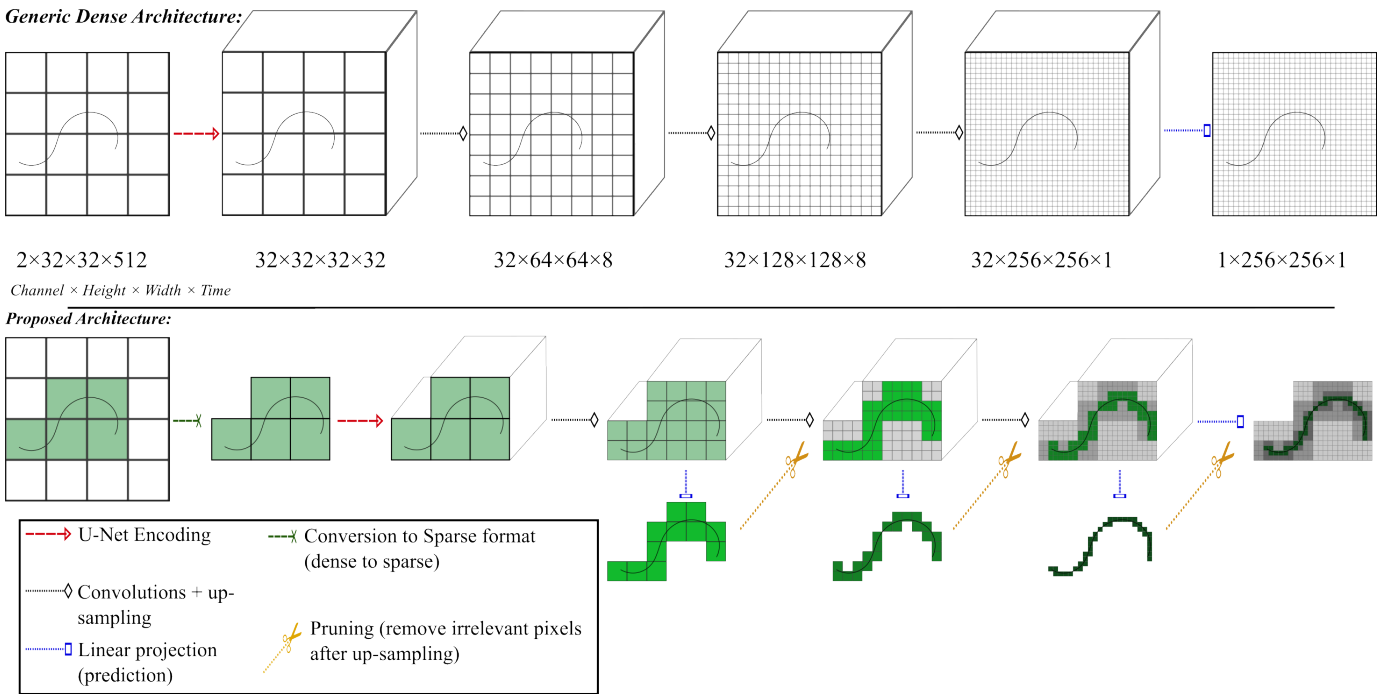 Generic Dense Architecture:
2×32×32×512
32×32×32×32
32×64×64×8
32×128×128×8
32×256×256×1
1×256×256×1
Channel × Height × Width × Time
Proposed Architecture:
U-Net Encoding
Convolutions + up-
sampling
Linear projection
(prediction)
Conversion to Sparse format
(dense to sparse)
Pruning (remove irrelevant pixels
after up-sampling)